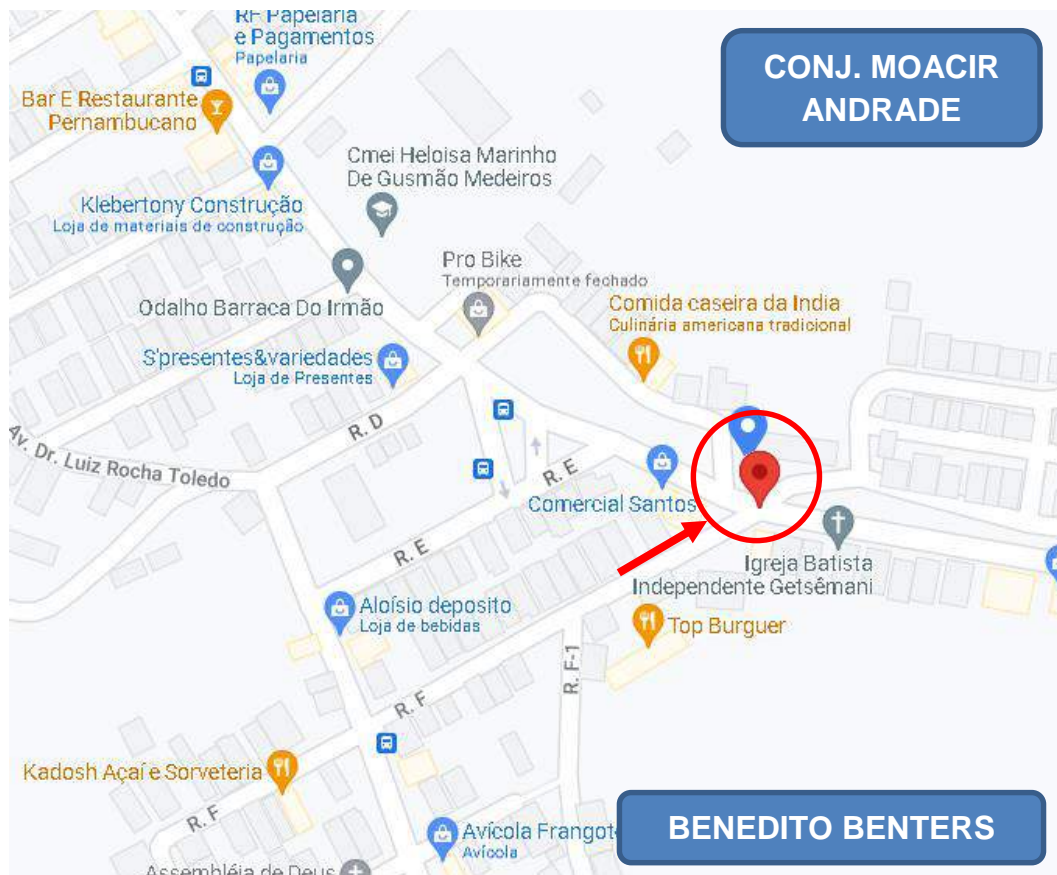 RF Papelaria
e Pagamentos
Papelaria
CONJ. MOACIR
ANDRADE
Bar E Restaurante
Pernambucano
Cmei Heloisa Marinho
De Gusmão Medeiros
Klebertony Construção
Loja de materiais de construção
Pro Bike
Temporariamente fechado
Odalho Barraca Do Irmão
Comida caseira da India
Culinária americana tradicional
S'presentes&variedades
Loja de Presentes
R. D
Av. Dr. Luiz Rocha Toledo
R. E
Comercial Santos
R. E
Igreja Batista
Independente Getsêmani
Aloísio deposito
Loja de bebidas
Top Burguer
R. F-1
R. F
Kadosh Açaí e Sorveteria
R. F
BENEDITO BENTERS
Avícola Frangot
Avícola
Assembléia de Deus